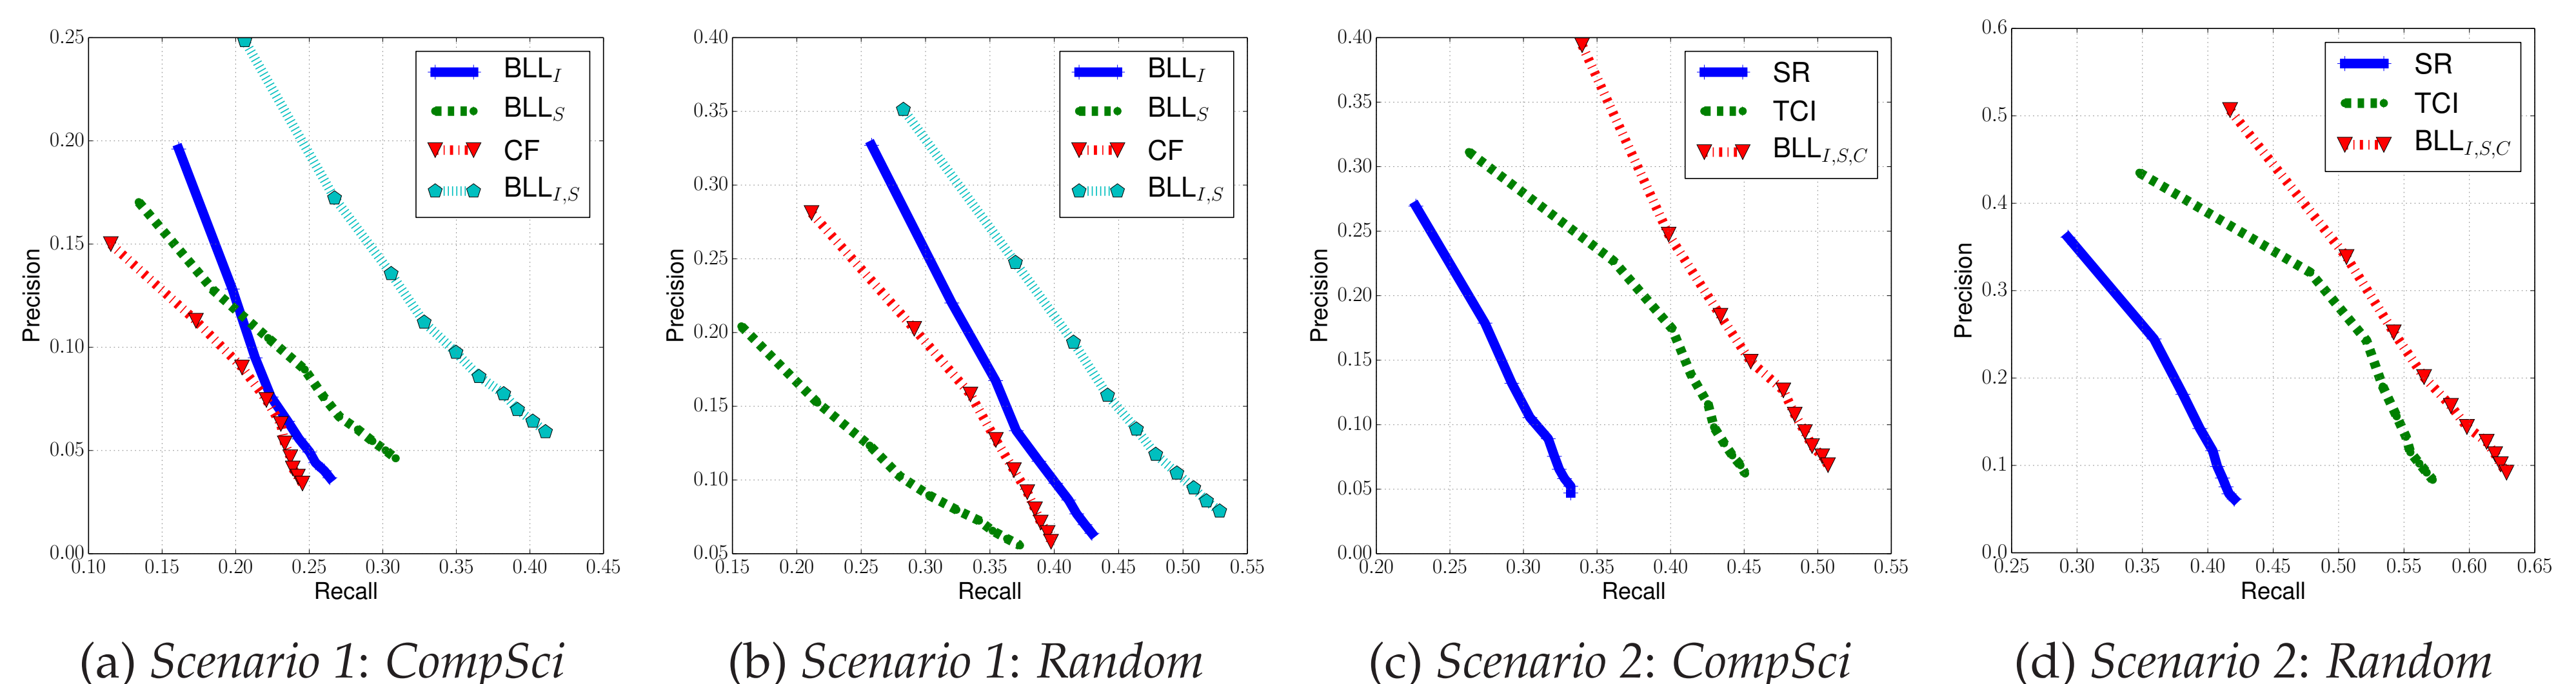 0.25
0.20
0.15
0.10
0.05
0.00
Precision
0.10 0.15 0.20 0.25 0.30 0.35 0.40 0.45
Recall
BLL_I
BLL_S
CF
BLL_{I,S}
(a) Scenario 1: CompSci
0.40
0.35
0.30
0.25
0.20
0.15
0.10
0.05
Precision
0.15 0.20 0.25 0.30 0.35 0.40 0.45 0.50 0.55
Recall
BLL_I
BLL_S
CF
BLL_{I,S}
(b) Scenario 1: Random
0.40
0.35
0.30
0.25
0.20
0.15
0.10
0.05
0.00
Precision
0.20 0.25 0.30 0.35 0.40 0.45 0.50 0.55
Recall
SR
TCI
BLL_{I,S,C}
(c) Scenario 2: CompSci
0.6
0.5
0.4
0.3
0.2
0.1
0.0
Precision
0.25 0.30 0.35 0.40 0.45 0.50 0.55 0.60 0.65
Recall
SR
TCI
BLL_{I,S,C}
(d) Scenario 2: Random